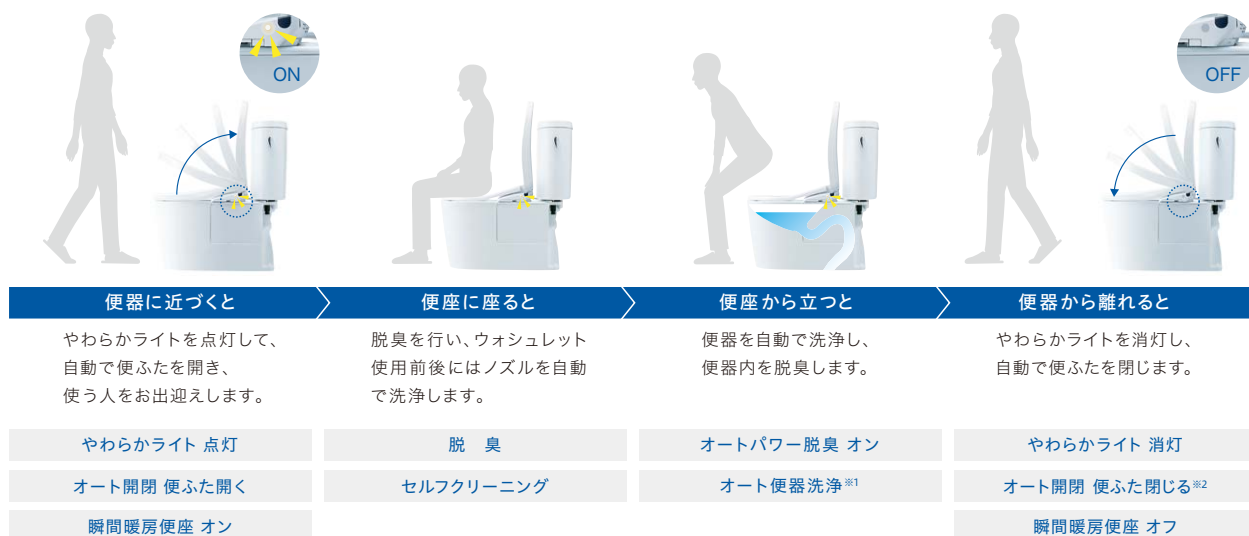 ON
OFF
便器に近づくと
やわらかライトを点灯して、
自動で便ふたを開き、
使う人をお出迎えします。
やわらかライト 点灯
オート開閉 便ふた開く
瞬間暖房便座 オン
便座に座ると
脱臭を行い、ウォシュレット
使用前後にはノズルを自動
で洗浄します。
脱　臭
セルフクリーニング
便座から立つと
便器を自動で洗浄し、
便器内を脱臭します。
オートパワー脱臭 オン
オート便器洗浄※1
便器から離れると
やわらかライトを消灯し、
自動で便ふたを閉じます。
やわらかライト 消灯
オート開閉 便ふた閉じる※2
瞬間暖房便座 オフ